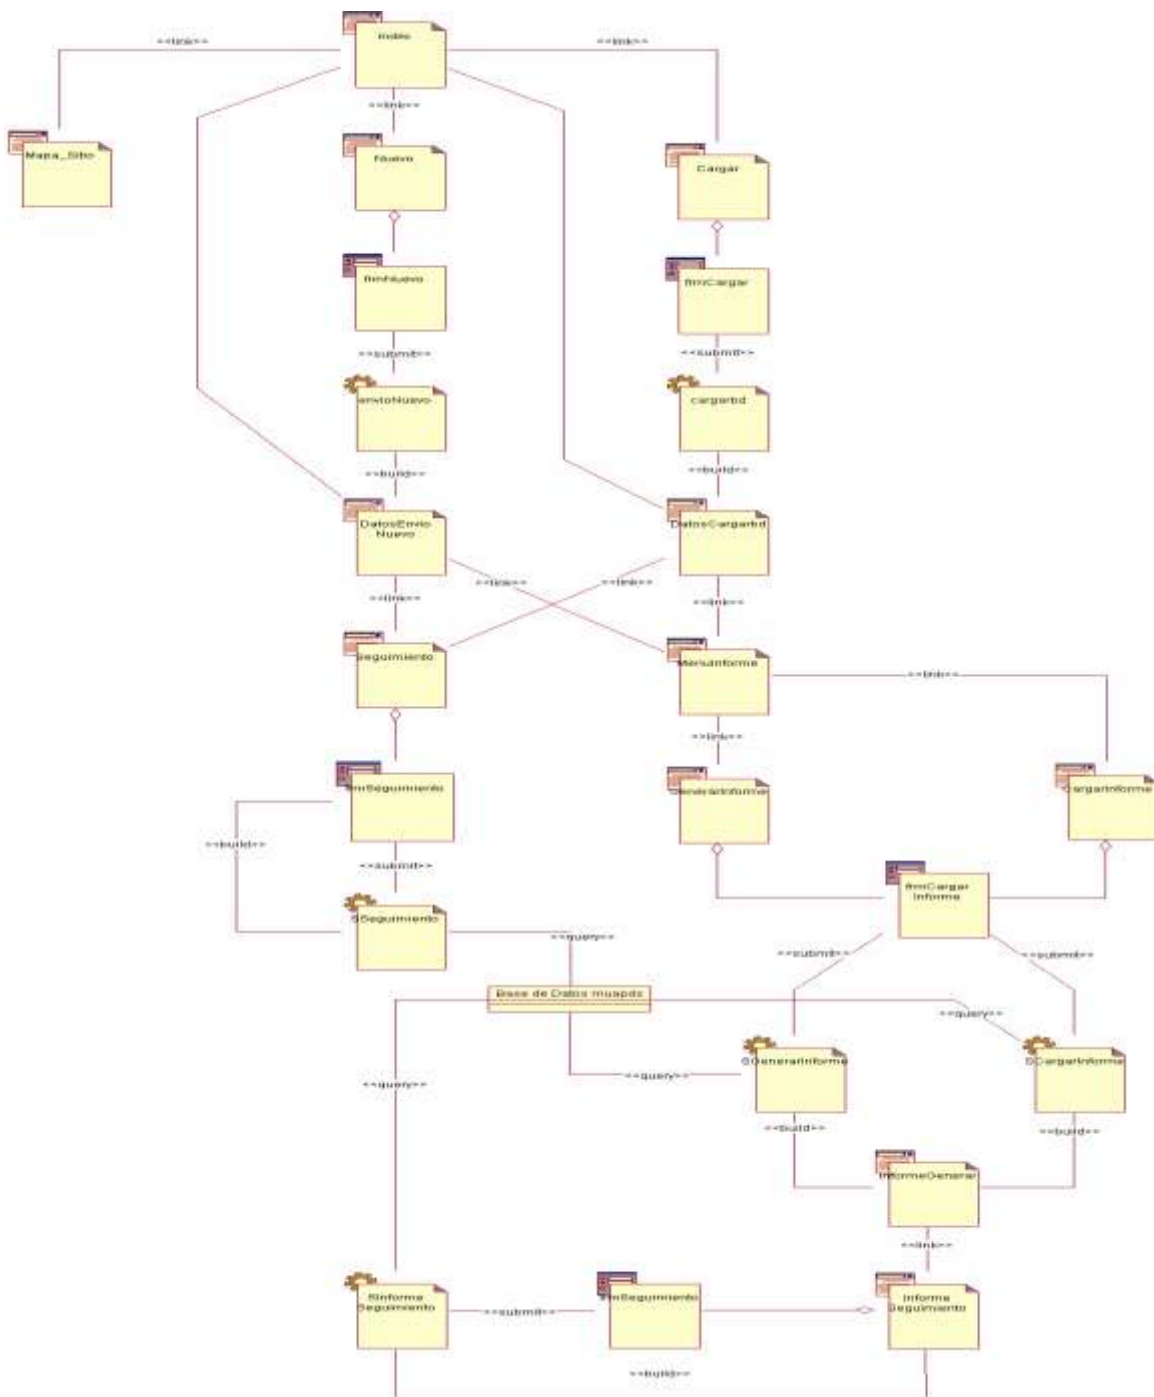 Index
<<link>>
<<link>>
<<link>>
Mapa_Sitio
Nuevo
Cargar
frmNuevo
frmCargar
<<submit>>
<<submit>>
envioNuevo
cargarbd
<<build>>
<<build>>
DatosEnvio
Nuevo
DatosCargarbd
<<link>>
<<link>>
<<link>>
<<link>>
Seguimiento
MenuInforme
<<link>>
<<link>>
frmSeguimiento
GenerarInforme
CargarInforme
<<build>>
<<submit>>
frmCargar
Informe
SSeguimiento
<<query>>
<<submit>>
<<submit>>
Base de Datos muapds
<<query>>
SGenerarInforme
SCargarInforme
<<query>>
<<query>>
<<build>>
<<build>>
InformeGenerar
<<link>>
SInforme
Seguimiento
<<submit>>
frmSeguimiento
Informe
Seguimiento
<<build>>